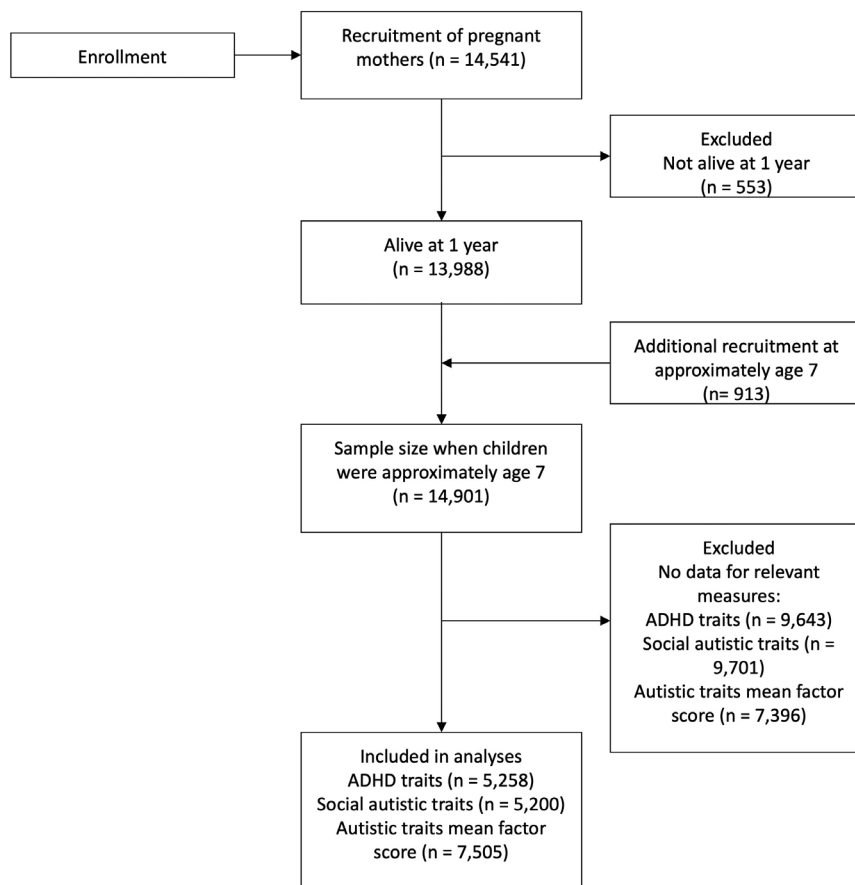 Enrollment
Recruitment of pregnant
mothers (n = 14,541)
Excluded
Not alive at 1 year
(n = 553)
Alive at 1 year
(n = 13,988)
Additional recruitment at
approximately age 7
(n= 913)
Sample size when children
were approximately age 7
(n = 14,901)
Excluded
No data for relevant
measures:
ADHD traits (n = 9,643)
Social autistic traits (n =
9,701)
Autistic traits mean factor
score (n = 7,396)
Included in analyses
ADHD traits (n = 5,258)
Social autistic traits (n = 5,200)
Autistic traits mean factor
score (n = 7,505)